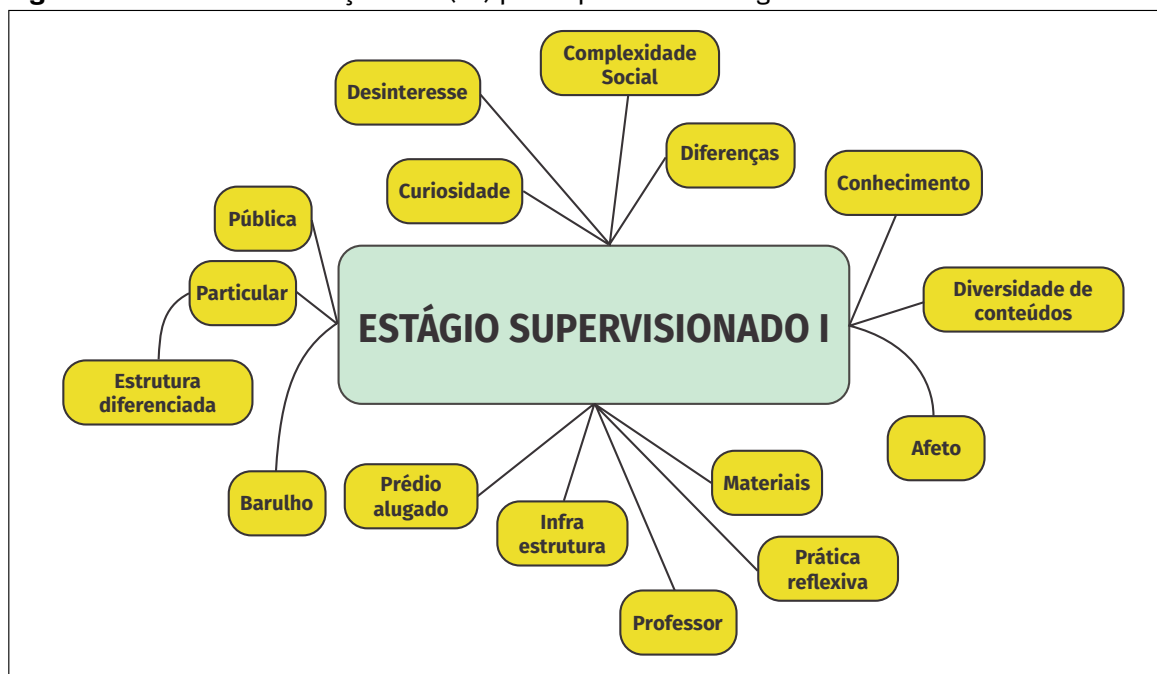 Complexidade
Social
Desinteresse
Diferenças
Curiosidade
Conhecimento
Pública
Particular
Diversidade de
conteúdos
ESTÁGIO SUPERVISIONADO I
Estrutura
diferenciada
Afeto
Barulho
Prédio
alugado
Materiais
Infra
estrutura
Prática
reflexiva
Professor